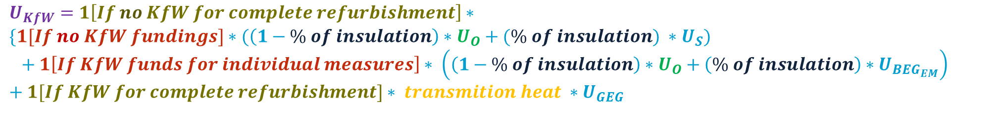 U_KfW = 1[If no KfW for complete refurbishment] *
{1[If no KfW fundings] * ((1 − % of insulation) * U_O + (% of insulation) * U_S)
+ 1[If KfW funds for individual measures] * ((1 − % of insulation) * U_O + (% of insulation) * U_BEG_EM)
+ 1[If KfW for complete refurbishment] * transmition heat * U_GEG